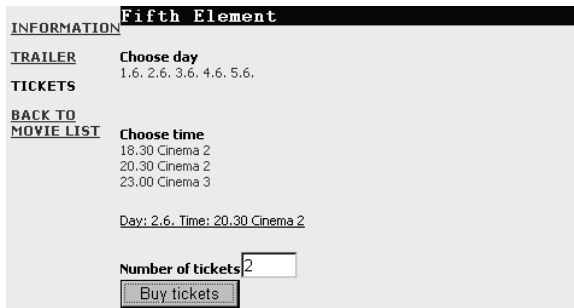 Fifth Element
INFORMATION
TRAILER
TICKETS
BACK TO
MOVIE LIST
Choose day
1.6. 2.6. 3.6. 4.6. 5.6.
Choose time
18.30 Cinema 2
20.30 Cinema 2
23.00 Cinema 3
Day: 2.6. Time: 20.30 Cinema 2
Number of tickets 2
Buy tickets